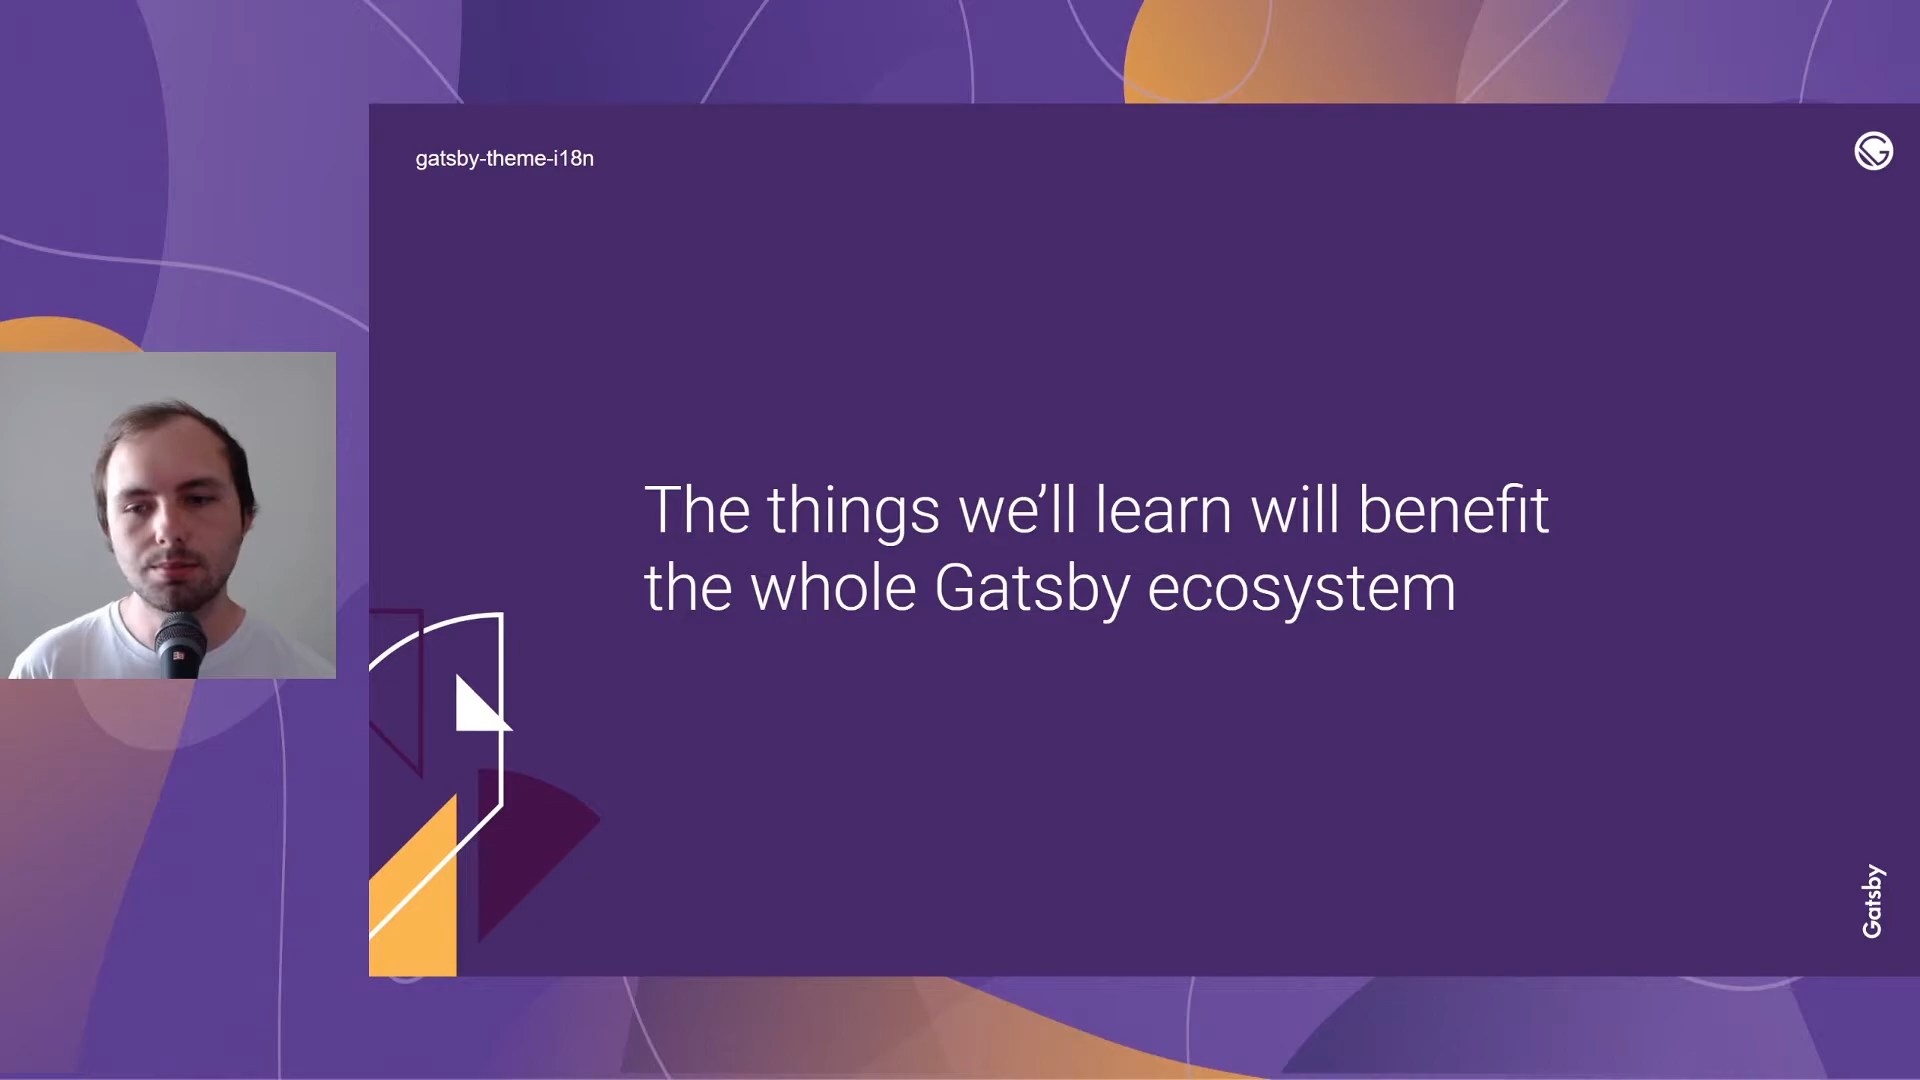 gatsby-theme-i18n
The things we’ll learn will benefit
the whole Gatsby ecosystem
Gatsby